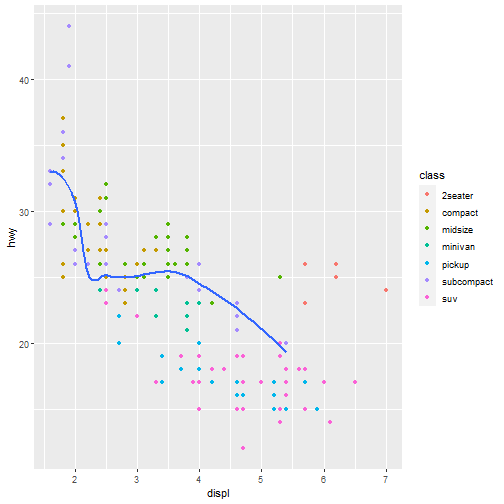 40
30
20
hwy
2 3 4 5 6 7
displ
class
2seater
compact
midsize
minivan
pickup
subcompact
suv